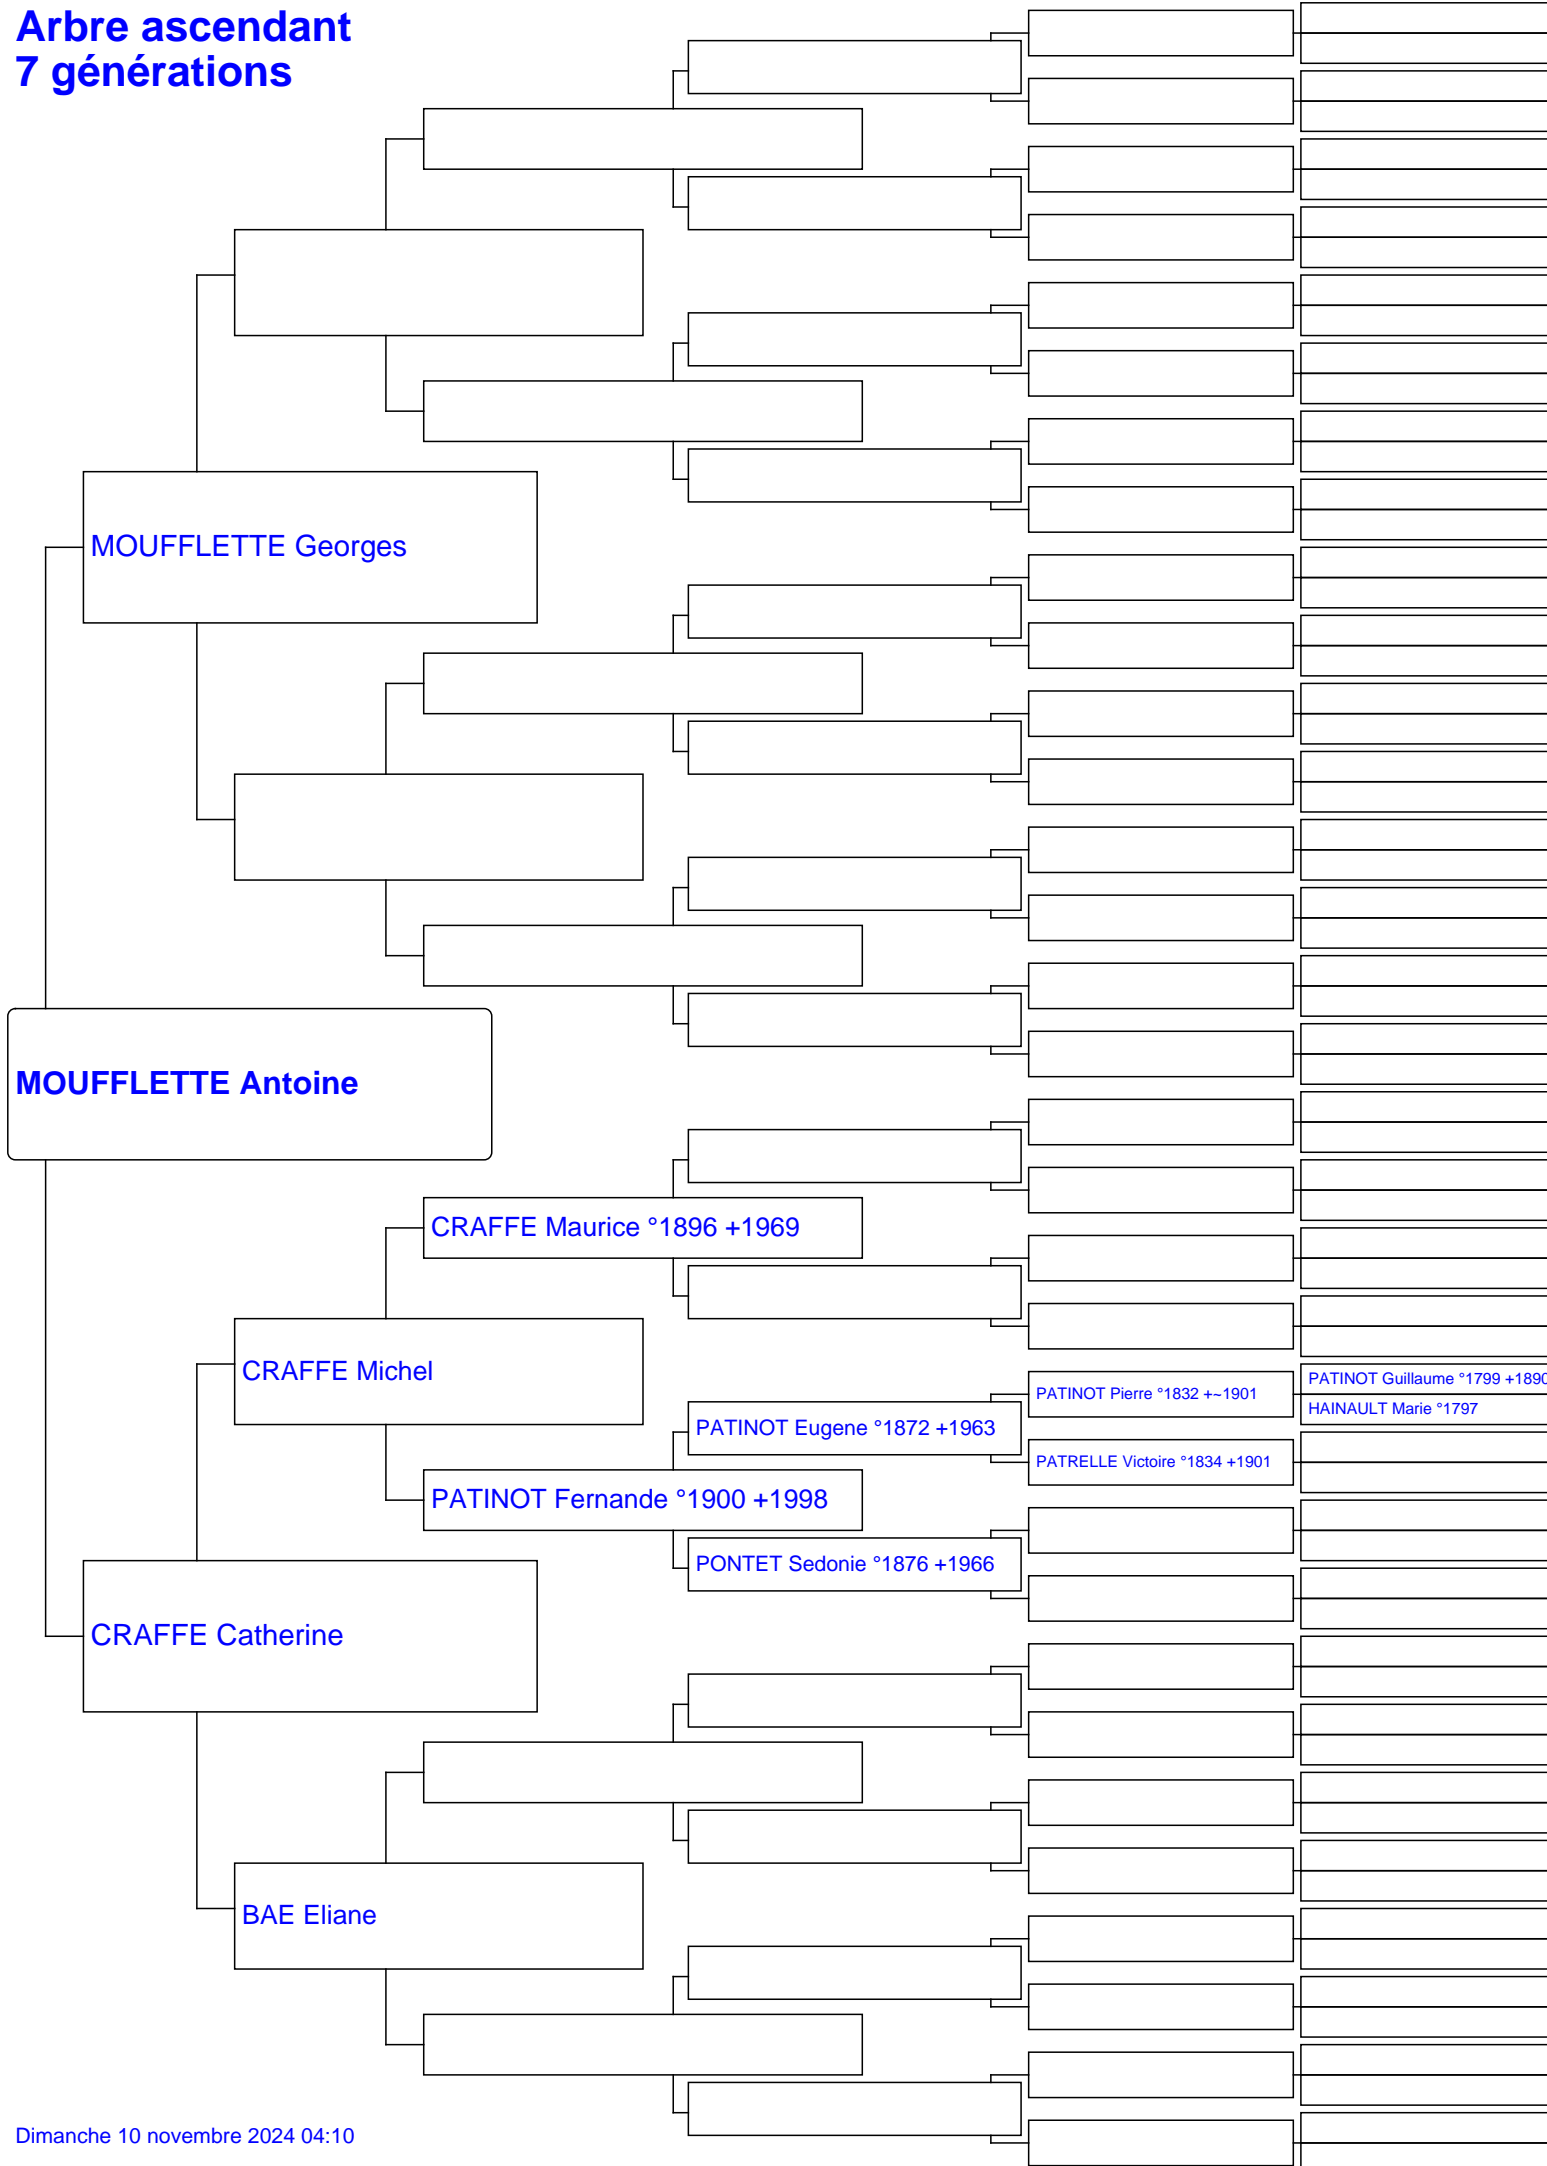 Arbre ascendant
7 générations
MOUFFLETTE Georges
MOUFFLETTE Antoine
CRAFFE Maurice °1896 +1969
CRAFFE Michel
PATINOT Guillaume °1799 +1890
PATINOT Pierre °1832 +~1901
HAINAULT Marie °1797
PATINOT Eugene °1872 +1963
PATRELLE Victoire °1834 +1901
PATINOT Fernande °1900 +1998
PONTET Sedonie °1876 +1966
CRAFFE Catherine
BAE Eliane
Dimanche 10 novembre 2024 04:10